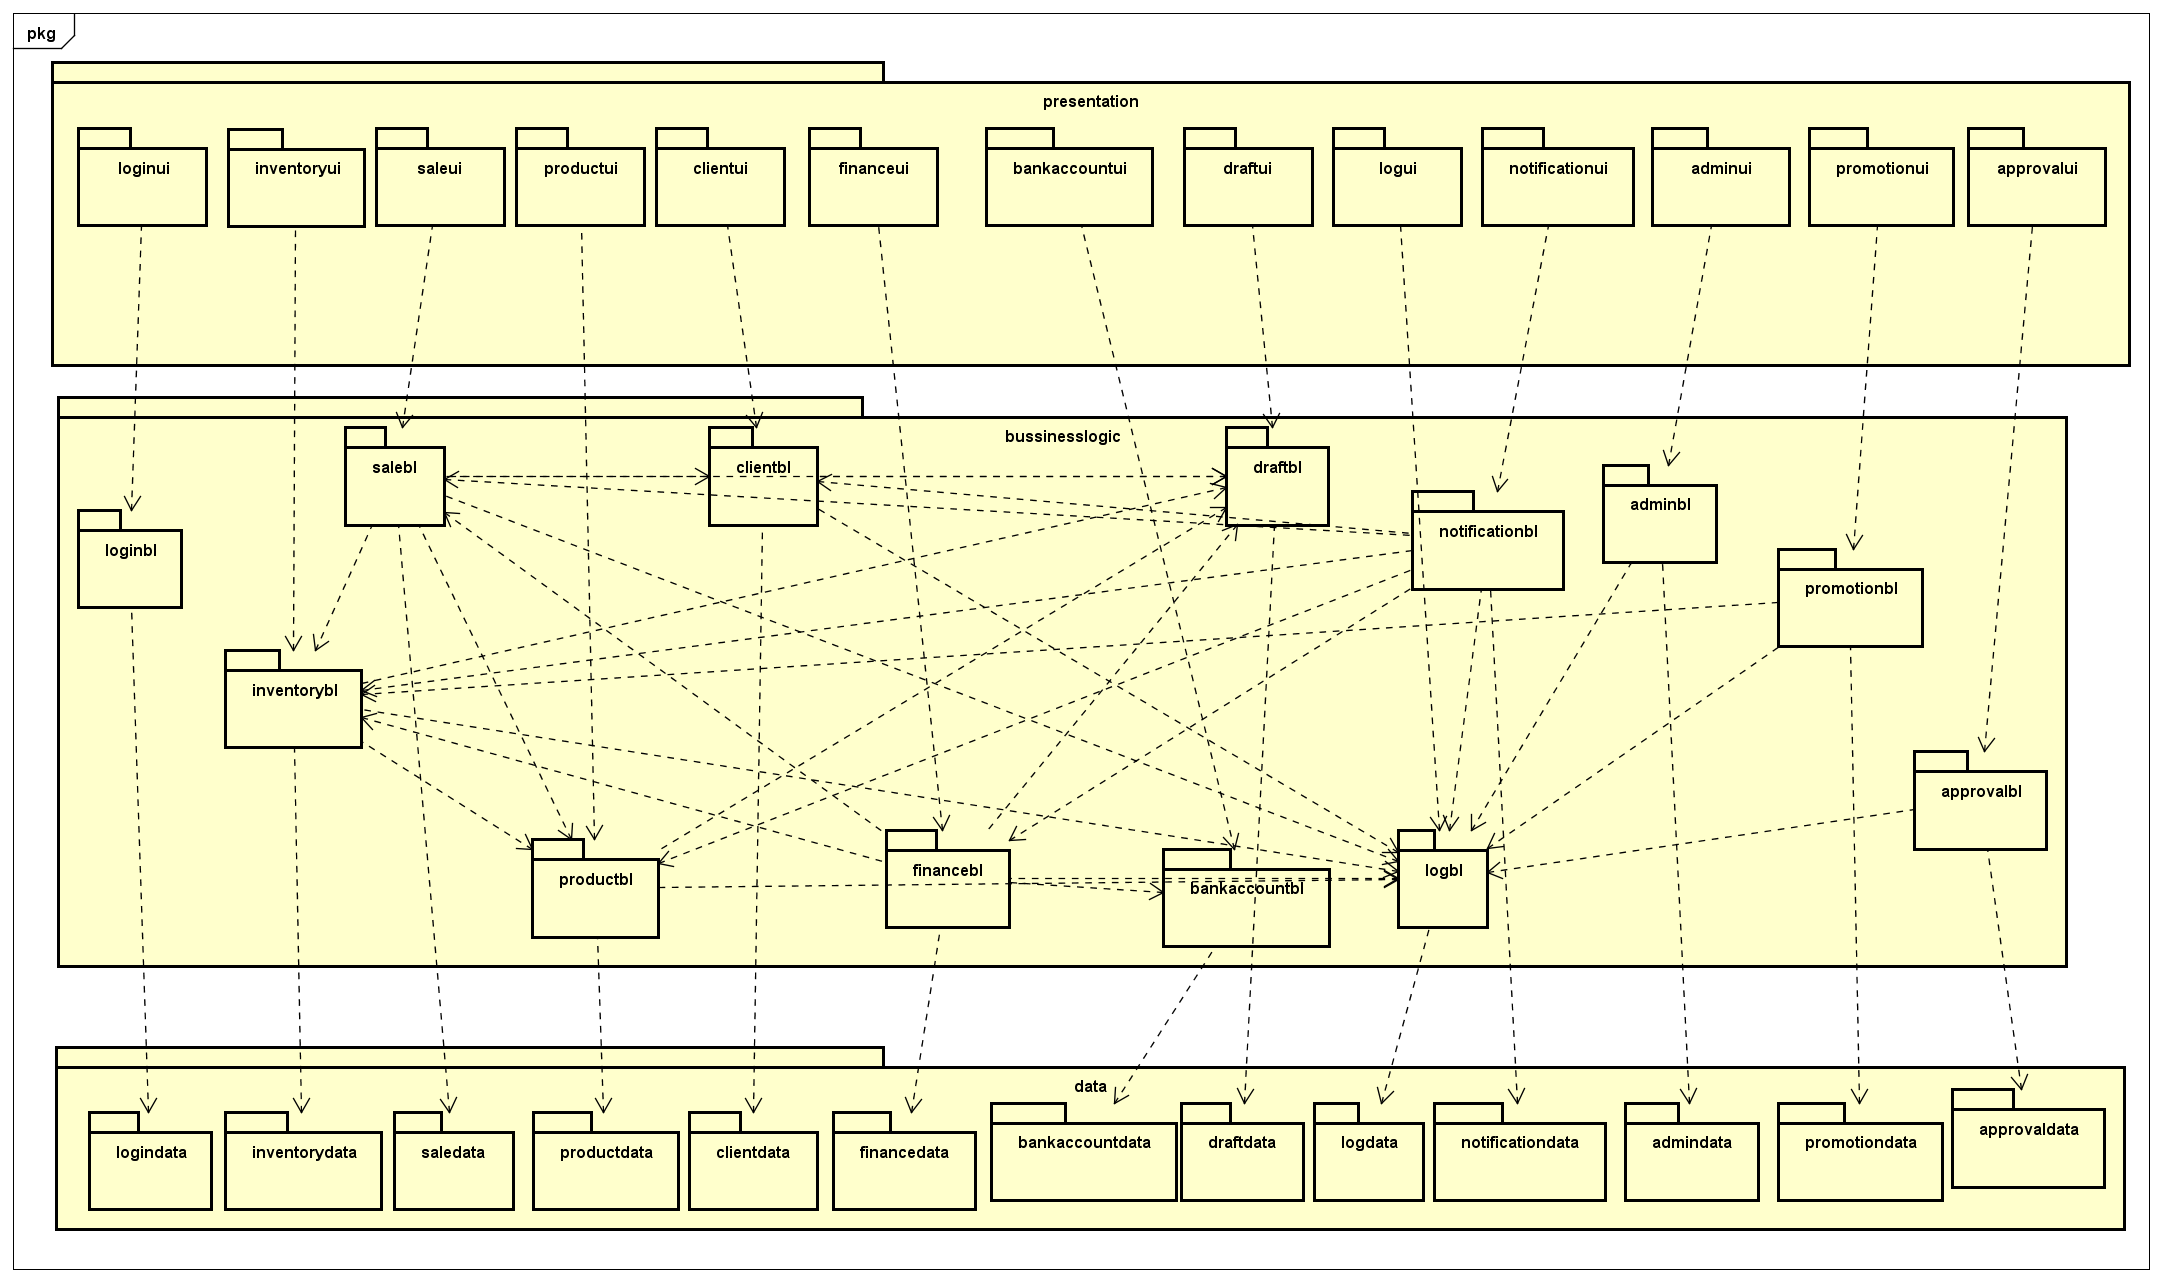 pkg
presentation
loginui
inventoryui
saleui
productui
clientui
financeui
bankaccountui
draftui
logui
notificationui
adminui
promotionui
approvalui
bussinesslogic
salebl
clientbl
draftbl
notificationbl
adminbl
loginbl
promotionbl
inventorybl
approvalbl
productbl
financebl
bankaccountbl
logbl
data
logindata
inventorydata
saledata
productdata
clientdata
financedata
bankaccountdata
draftdata
logdata
notificationdata
admindata
promotiondata
approvaldata